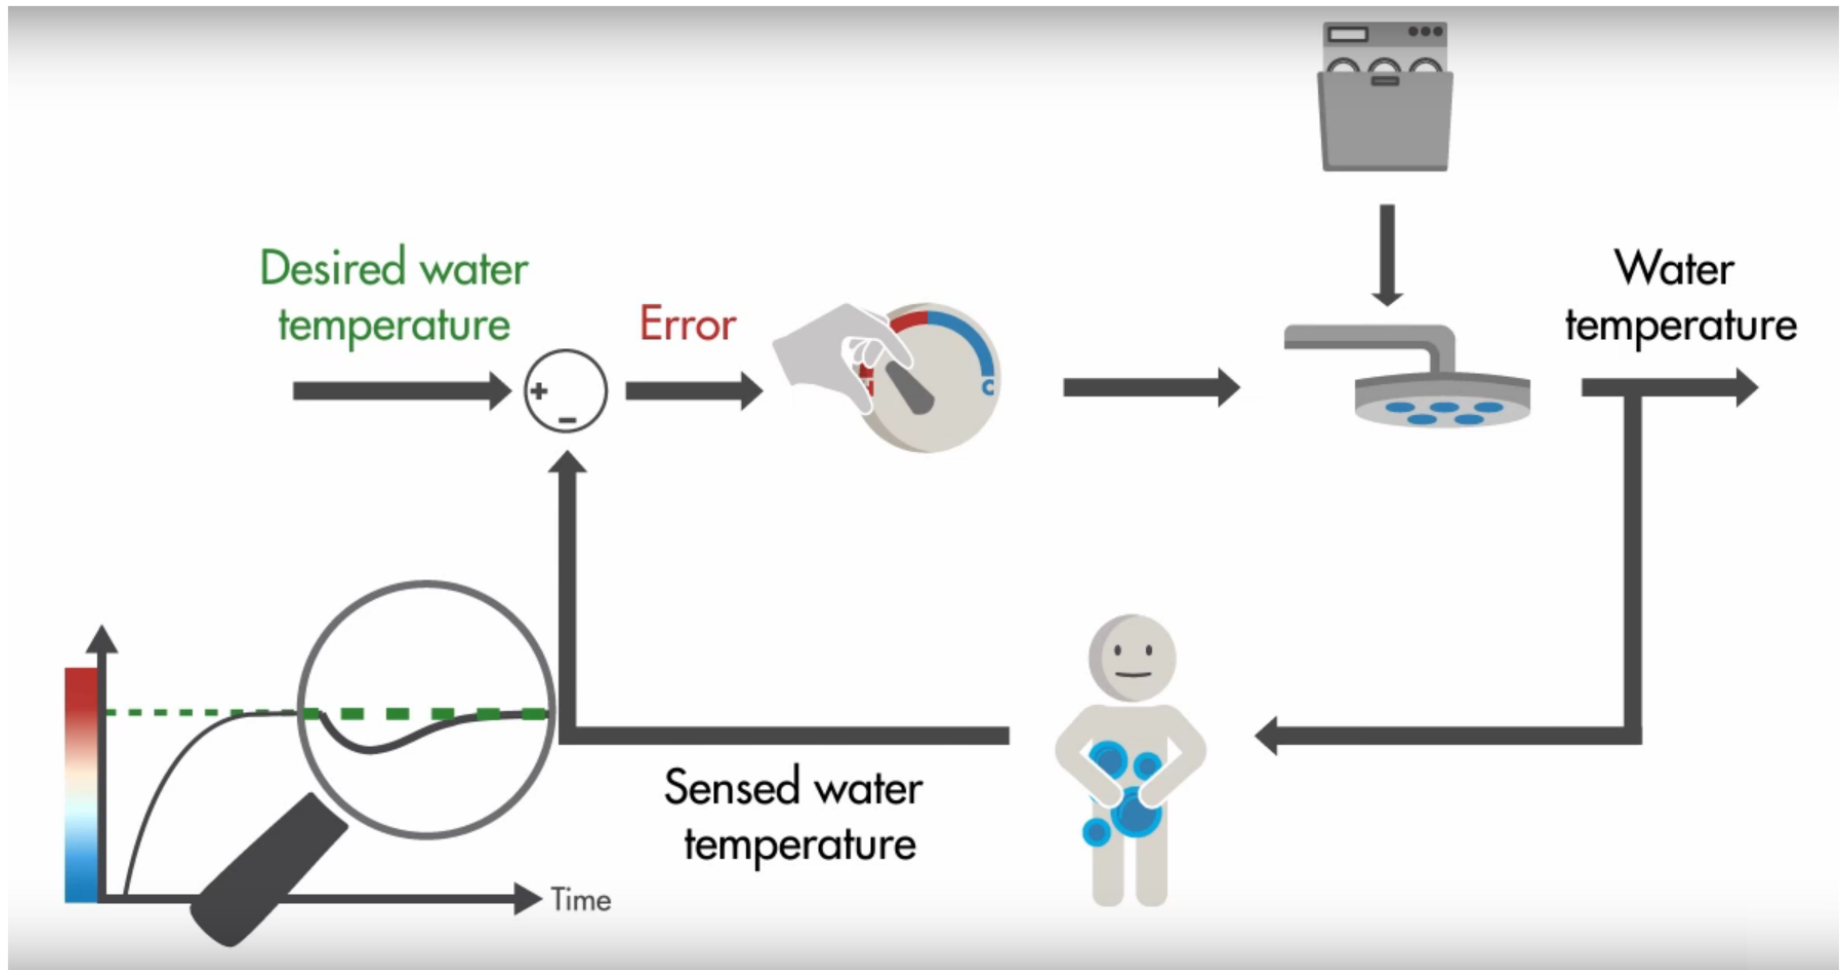 Desired water
temperature
+
−
Error
H
C
Water
temperature
Sensed water
temperature
Time